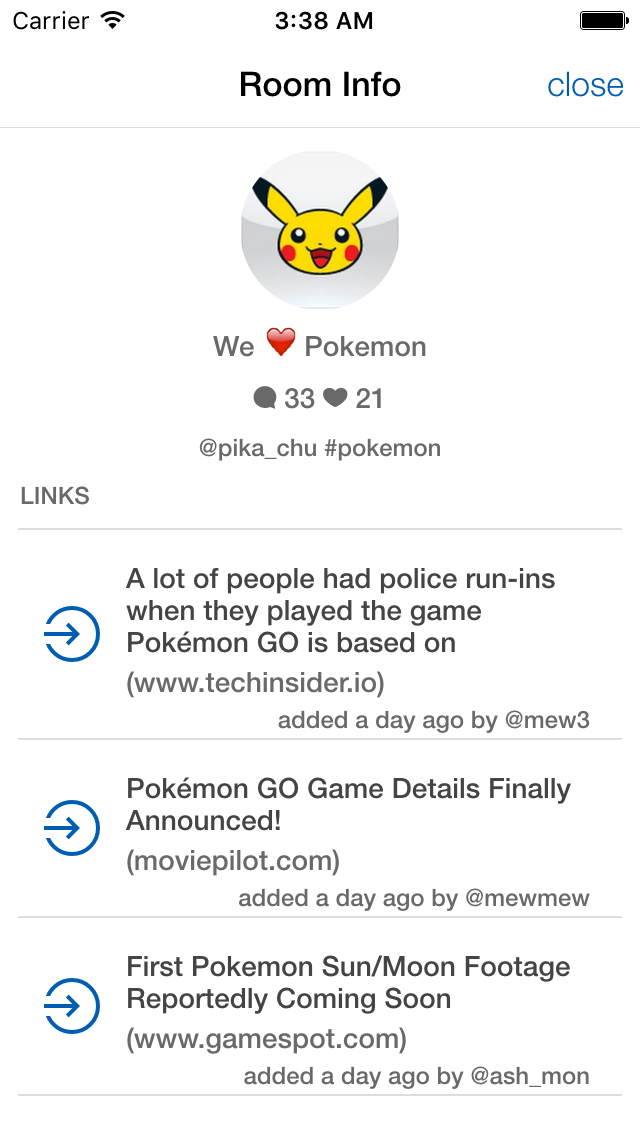 Carrier 3:38 AM
Room Info close
We ❤️ Pokemon
33 21
@pika_chu #pokemon
LINKS
A lot of people had police run-ins
when they played the game
Pokémon GO is based on
(www.techinsider.io)
added a day ago by @mew3
Pokémon GO Game Details Finally
Announced!
(moviepilot.com)
added a day ago by @mewmew
First Pokemon Sun/Moon Footage
Reportedly Coming Soon
(www.gamespot.com)
added a day ago by @ash_mon